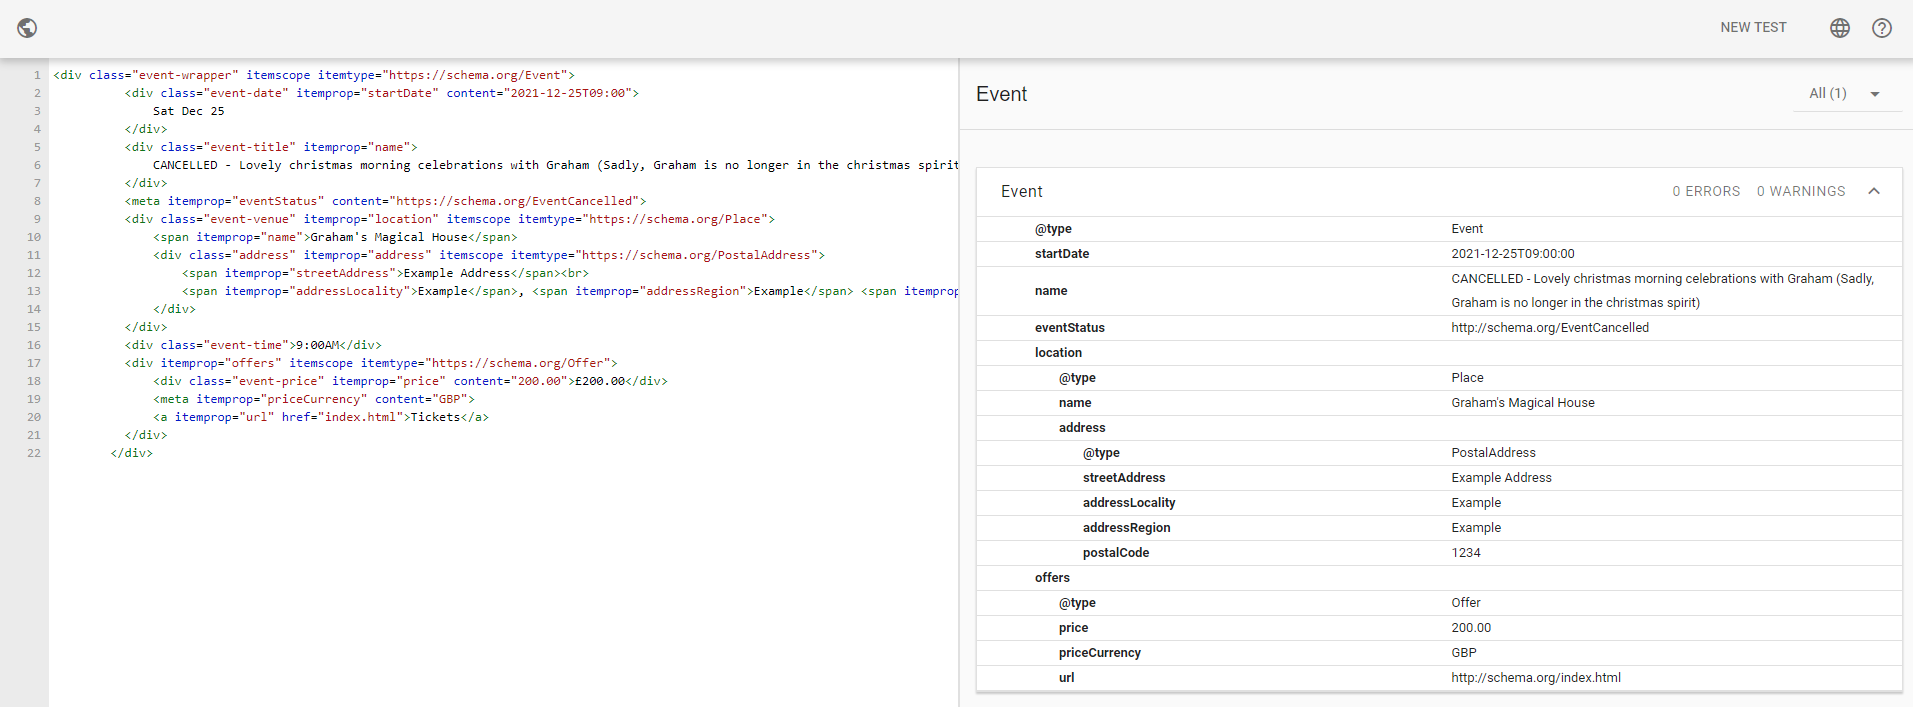 NEW TEST
1 <div class="event-wrapper" itemscope itemtype="https://schema.org/Event">
2 <div class="event-date" itemprop="startDate" content="2021-12-25T09:00">
3 Sat Dec 25
4 </div>
5 <div class="event-title" itemprop="name">
6 CANCELLED - Lovely christmas morning celebrations with Graham (Sadly, Graham is no longer in the christmas spirit
7 </div>
8 <meta itemprop="eventStatus" content="https://schema.org/EventCancelled">
9 <div class="event-venue" itemprop="location" itemscope itemtype="https://schema.org/Place">
10 <span itemprop="name">Graham's Magical House</span>
11 <div class="address" itemprop="address" itemscope itemtype="https://schema.org/PostalAddress">
12 <span itemprop="streetAddress">Example Address</span><br>
13 <span itemprop="addressLocality">Example</span>, <span itemprop="addressRegion">Example</span> <span itemprop
14 </div>
15 </div>
16 <div class="event-time">9:00AM</div>
17 <div itemprop="offers" itemscope itemtype="https://schema.org/Offer">
18 <div class="event-price" itemprop="price" content="200.00">£200.00</div>
19 <meta itemprop="priceCurrency" content="GBP">
20 <a itemprop="url" href="index.html">Tickets</a>
21 </div>
22 </div>
Event
All (1)
Event 0 ERRORS 0 WARNINGS
@type Event
startDate 2021-12-25T09:00:00
name CANCELLED - Lovely christmas morning celebrations with Graham (Sadly,
Graham is no longer in the christmas spirit)
eventStatus http://schema.org/EventCancelled
location
@type Place
name Graham's Magical House
address
@type PostalAddress
streetAddress Example Address
addressLocality Example
addressRegion Example
postalCode 1234
offers
@type Offer
price 200.00
priceCurrency GBP
url http://schema.org/index.html